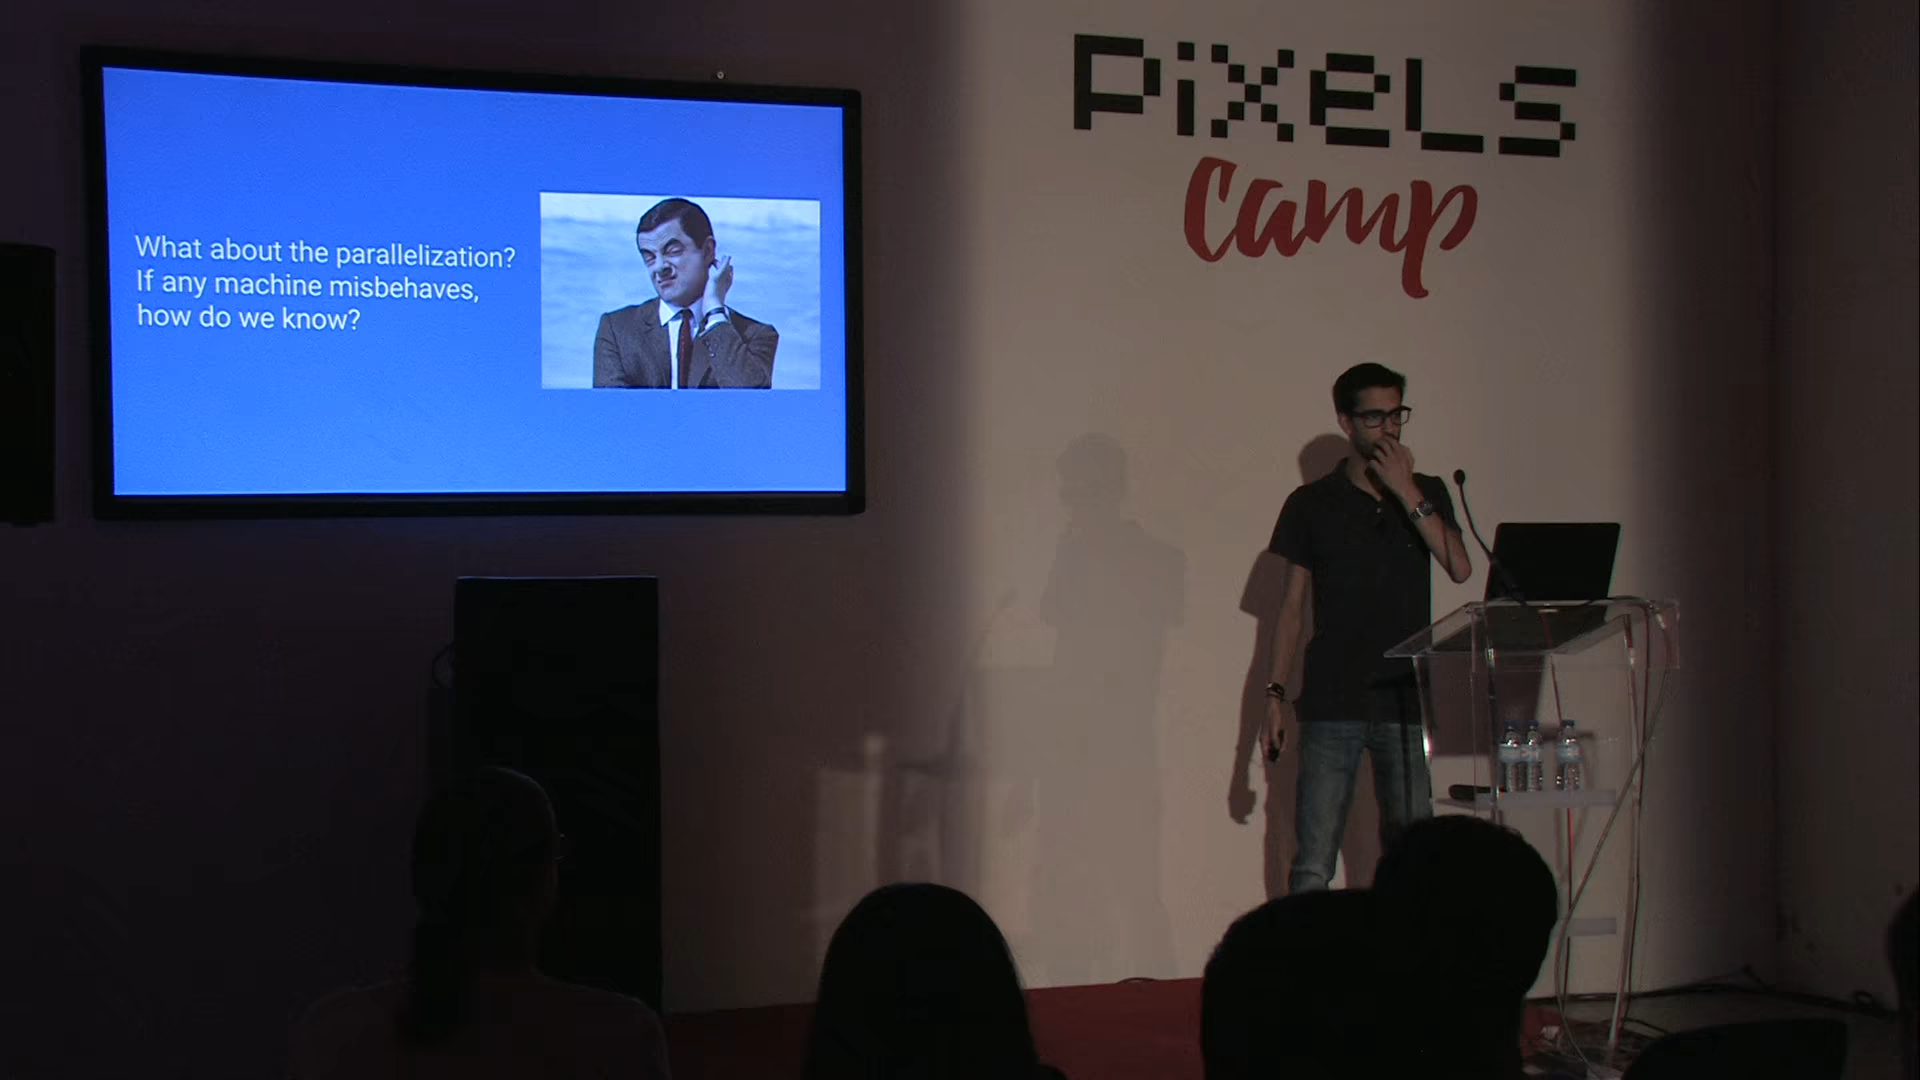 What about the parallelization?
If any machine misbehaves,
how do we know?
pixels
camp